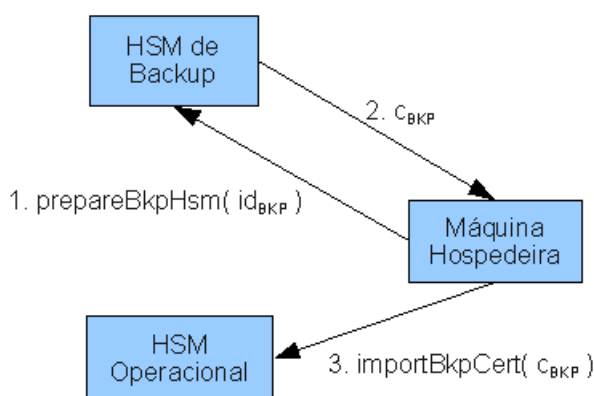 HSM de
Backup
2. cBKP
1. prepareBkpHsm( idBKP )
Máquina
Hospedeira
HSM
Operacional
3. importBkpCert( cBKP )